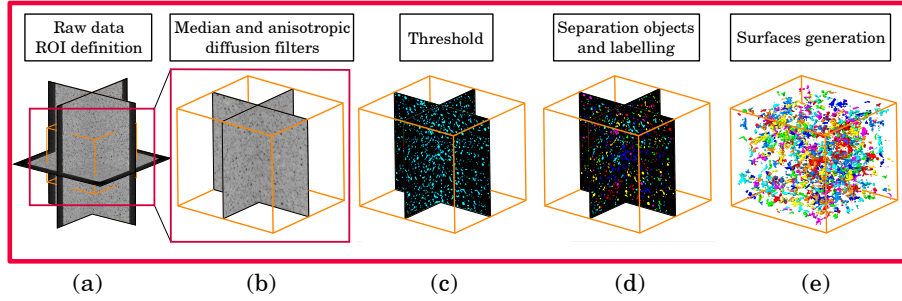 Raw data
ROI definition
Median and anisotropic
diffusion filters
Threshold
Separation objects
and labelling
Surfaces generation
(a)
(b)
(c)
(d)
(e)